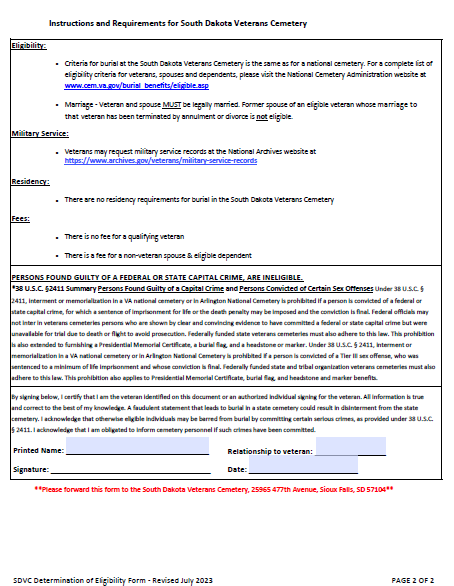 Instructions and Requirements for South Dakota Veterans Cemetery
Eligibility:
• Criteria for burial at the South Dakota Veterans Cemetery is the same as for a national cemetery. For a complete list of
eligibility criteria for veterans, spouses and dependents, please visit the National Cemetery Administration website at
www.cem.va.gov/burial_benefits/eligible.asp
• Marriage - Veteran and spouse MUST be legally married. Former spouse of an eligible veteran whose marriage to
that veteran has been terminated by annulment or divorce is not eligible.
Military Service:
• Veterans may request military service records at the National Archives website at
https://www.archives.gov/veterans/military-service-records
Residency:
• There are no residency requirements for burial in the South Dakota Veterans Cemetery
Fees:
• There is no fee for a qualifying veteran
• There is a fee for a non-veteran spouse & eligible dependent
PERSONS FOUND GUILTY OF A FEDERAL OR STATE CAPITAL CRIME, ARE INELIGIBLE.
*38 U.S.C. §2411 Summary Persons Found Guilty of a Capital Crime and Persons Convicted of Certain Sex Offenses Under 38 U.S.C. §
2411, interment or memorialization in a VA national cemetery or in Arlington National Cemetery is prohibited if a person is convicted of a federal or
state capital crime, for which a sentence of imprisonment for life or the death penalty may be imposed and the conviction is final. Federal officials may
not inter in veterans cemeteries persons who are shown by clear and convincing evidence to have committed a federal or state capital crime but were
unavailable for trial due to death or flight to avoid prosecution. Federally funded state veterans cemeteries must also adhere to this law. This prohibition
is also extended to furnishing a Presidential Memorial Certificate, a burial flag, and a headstone or marker. Under 38 U.S.C. § 2411, interment or
memorialization in a VA national cemetery or in Arlington National Cemetery is prohibited if a person is convicted of a Tier III sex offense, who was
sentenced to a minimum of life imprisonment and whose conviction is final. Federally funded state and tribal organization veterans cemeteries must also
adhere to this law. This prohibition also applies to Presidential Memorial Certificate, burial flag, and headstone and marker benefits.
By signing below, I certify that I am the veteran identified on this document or an authorized individual signing for the veteran. All information is true
and correct to the best of my knowledge. A faudulent statement that leads to burial in a state cemetery could result in disinterment from the state
cemetery. I acknowledge that otherwise eligible individuals may be barred from burial by committing certain serious crimes, as provided under 38 U.S.C.
§ 2411. I acknowledge that I am obligated to inform cemetery personnel if such crimes have been committed.
Printed Name: Relationship to veteran:
Signature: Date:
**Please forward this form to the South Dakota Veterans Cemetery, 25965 477th Avenue, Sioux Falls, SD 57104**
SDVC Determination of Eligibility Form - Revised July 2023 PAGE 2 OF 2